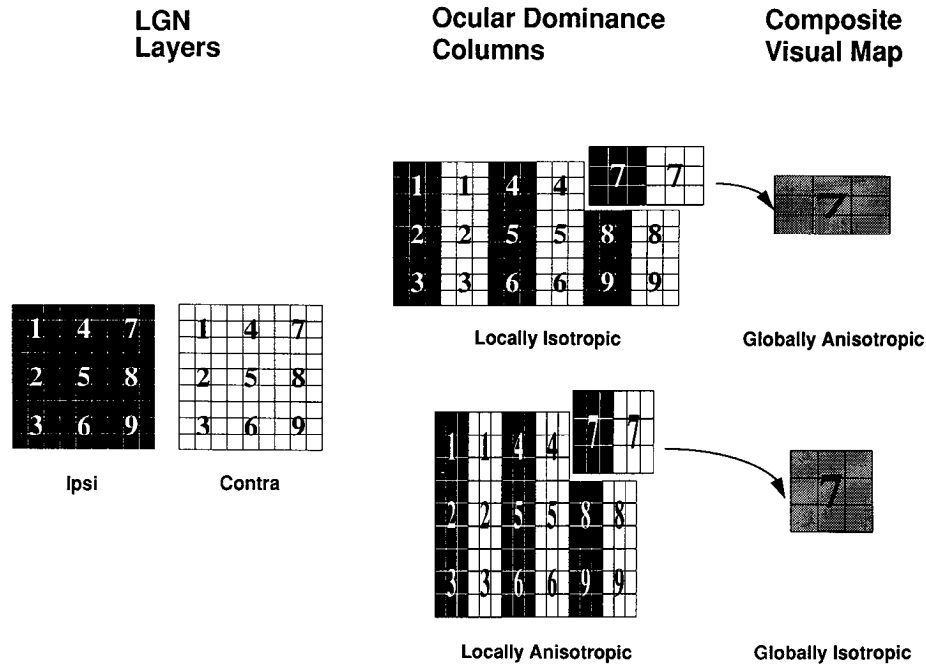 LGN
Layers
Ocular Dominance
Columns
Composite
Visual Map
7 7
7
1 1 4 4
2 2 5 5 8 8
3 3 6 6 9 9
Locally Isotropic
Globally Anisotropic
1 4 7
2 5 8
3 6 9
Ipsi
1 4 7
2 5 8
3 6 9
Contra
7 7
7
1 1 4 4
2 2 5 5 8 8
3 3 6 6 9 9
Locally Anisotropic
Globally Isotropic